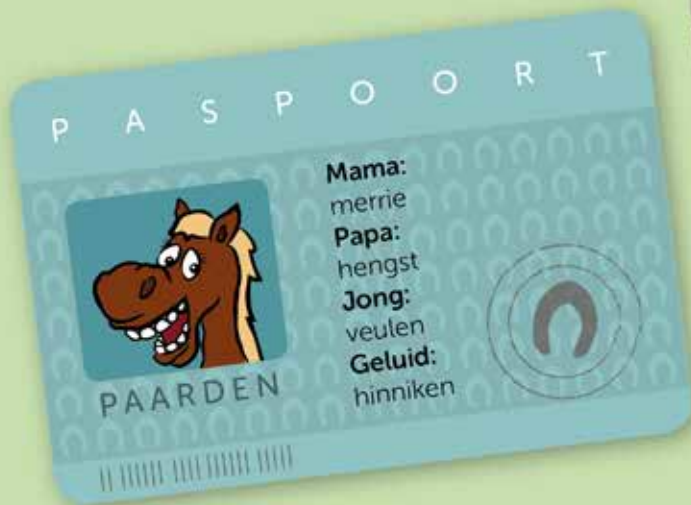 PASPOORT
Mama:
merrie
Papa:
hengst
Jong:
veulen
Geluid:
hinniken
PAARDEN